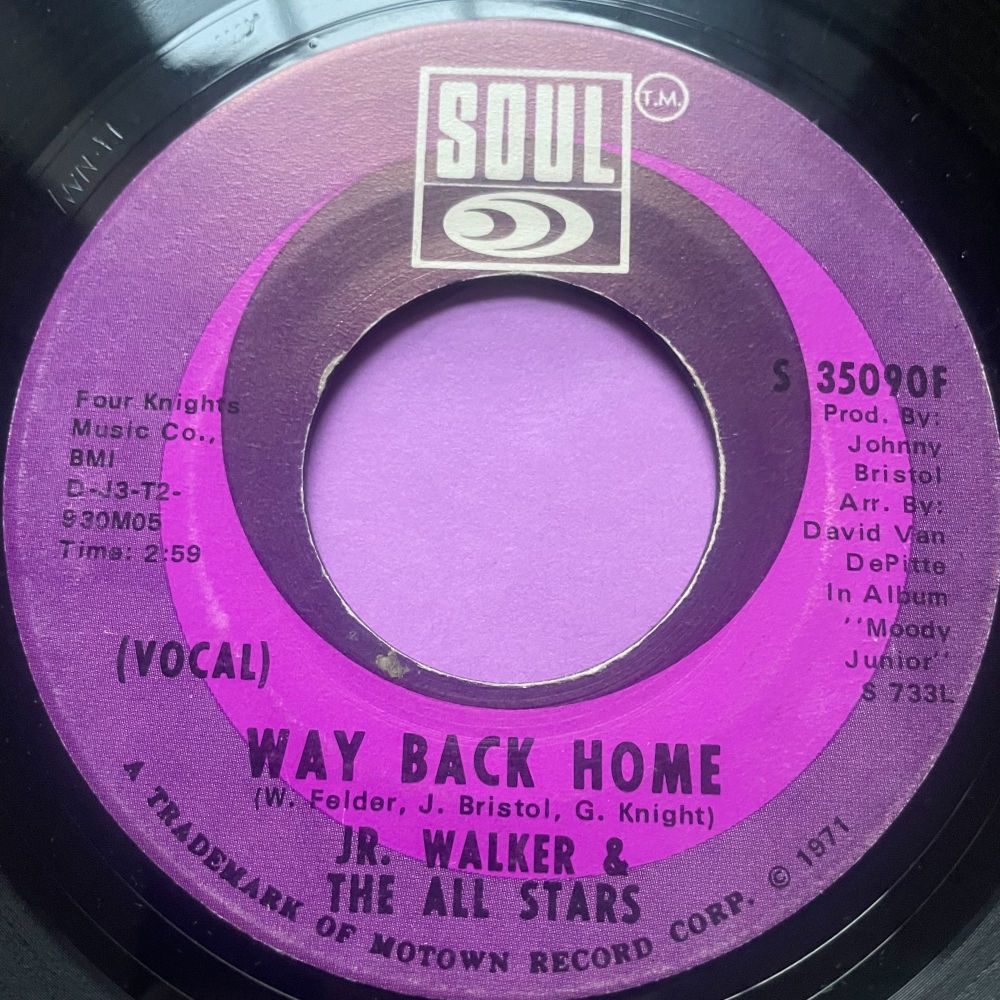 SOUL
T.M.
Four Knights
Music Co.,
BMI
D-J3-T2-
930M05
Time: 2:59
(VOCAL)
S 35090F
Prod. By:
Johnny
Bristol
Arr. By:
David Van
DePitte
In Album
''Moody
Junior''
S 733L
WAY BACK HOME
(W. Felder, J. Bristol, G. Knight)
JR. WALKER &
THE ALL STARS
A TRADEMARK OF MOTOWN RECORD CORP. © 1971